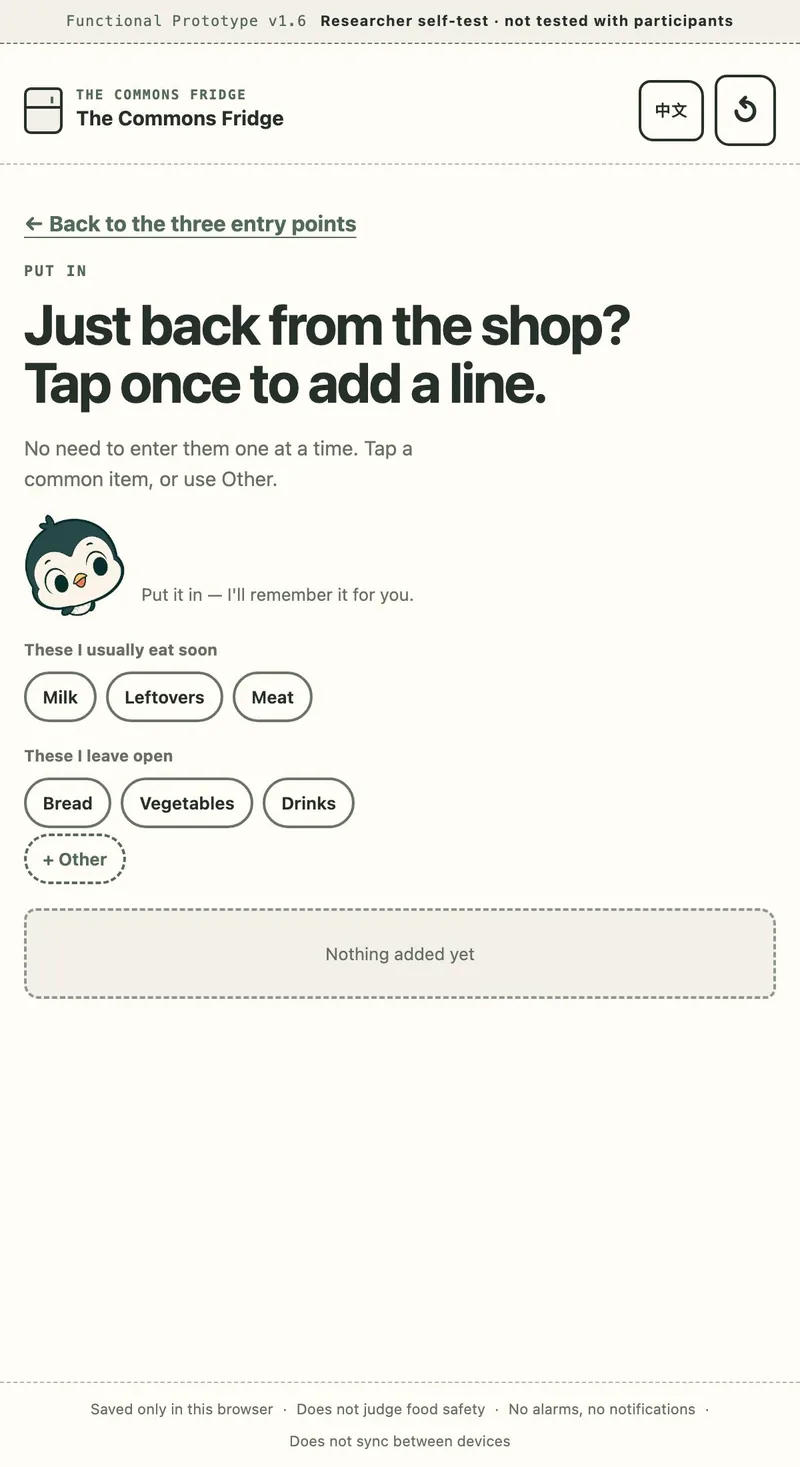 Functional Prototype v1.6 Researcher self-test · not tested with participants
THE COMMONS FRIDGE
The Commons Fridge
中文
← Back to the three entry points
PUT IN
Just back from the shop?
Tap once to add a line.
No need to enter them one at a time. Tap a
common item, or use Other.
Put it in — I'll remember it for you.
These I usually eat soon
Milk Leftovers Meat
These I leave open
Bread Vegetables Drinks
+ Other
Nothing added yet
Saved only in this browser · Does not judge food safety · No alarms, no notifications ·
Does not sync between devices